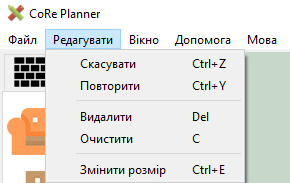 CoRe Planner
Файл Редагувати Вікно Допомога Мова
Скасувати Ctrl+Z
Повторити Ctrl+Y
Видалити Del
Очистити C
Змінити розмір Ctrl+E